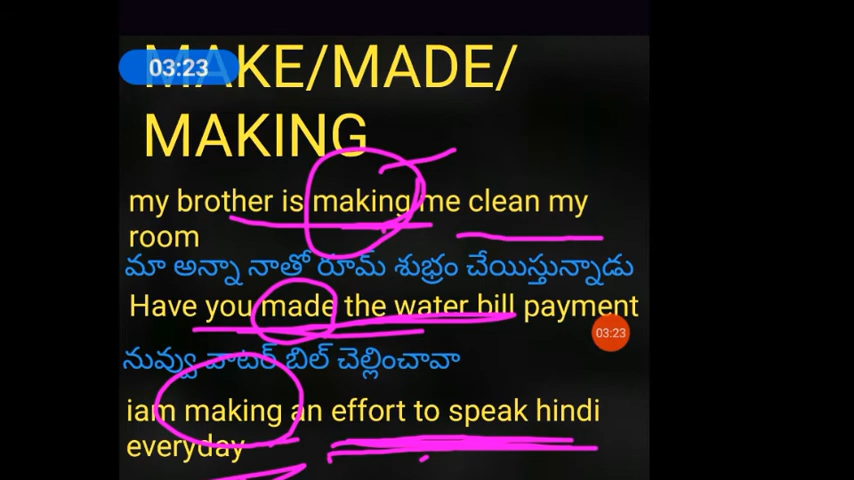 MAKE/MADE/
03:23
MAKING
my brother is making me clean my
room
మా అన్నా నాతో రూమ్ శుభ్రం చేయిస్తున్నాడు
Have you made the water bill payment
03:23
నువ్వు వాటర్ బిల్ చెల్లించావా
iam making an effort to speak hindi
everyday